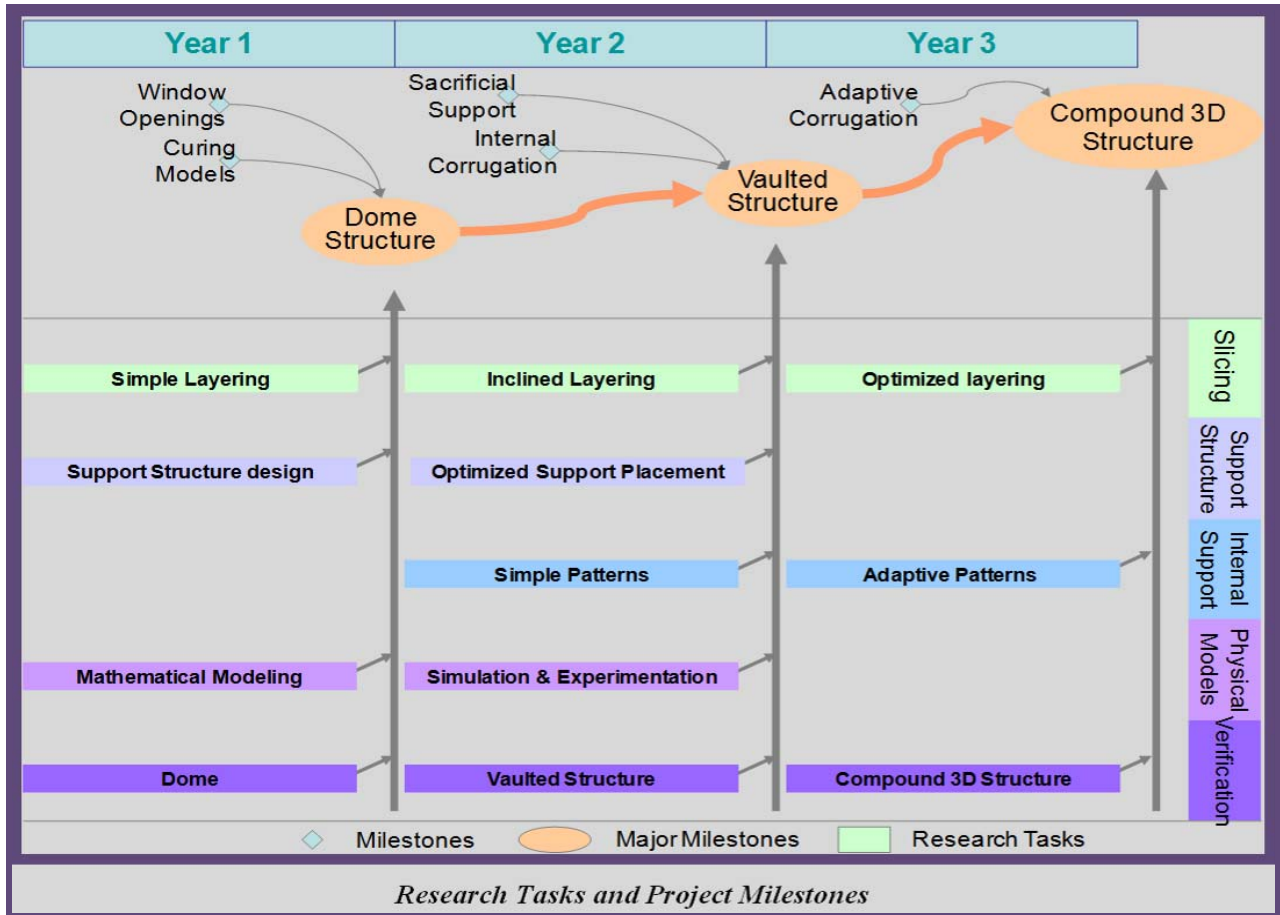 Year 1
Year 2
Year 3
Window
Openings
Curing
Models
Sacrificial
Support
Internal
Corrugation
Adaptive
Corrugation
Dome
Structure
Vaulted
Structure
Compound 3D
Structure
Simple Layering
Inclined Layering
Optimized layering
Slicing
Support Structure design
Optimized Support Placement
Support
Structure
Simple Patterns
Adaptive Patterns
Internal
Support
Mathematical Modeling
Simulation & Experimentation
Physical
Models
Dome
Vaulted Structure
Compound 3D Structure
Verification
Milestones
Major Milestones
Research Tasks
Research Tasks and Project Milestones